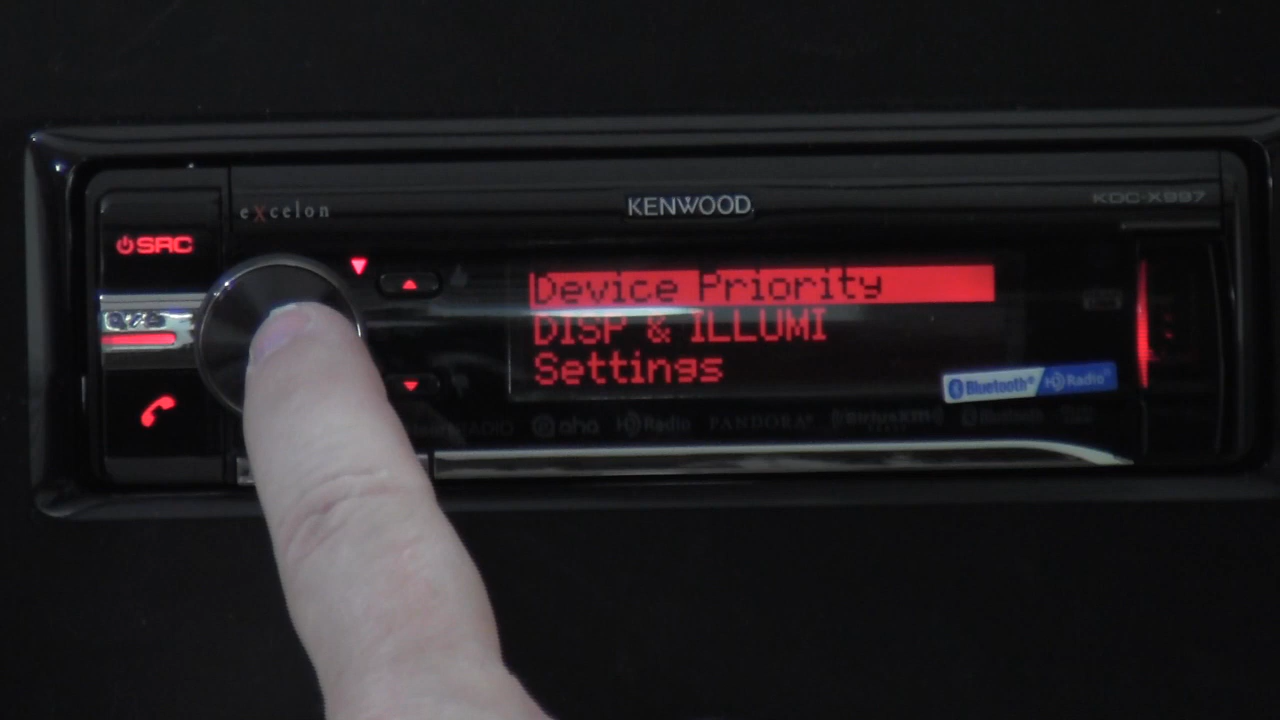 excelon
KENWOOD
KDC-X997
SRC
Device Priority
DISP & ILLUMI
Settings
Bluetooth® HD Radio®
aha HD Radio PANDORA® SiriusXM Bluetooth